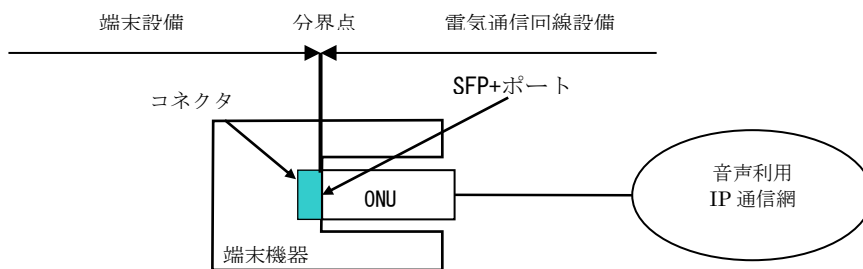 端末設備
分界点
電気通信回線設備
コネクタ
SFP+ポート
ONU
端末機器
音声利用
IP 通信網